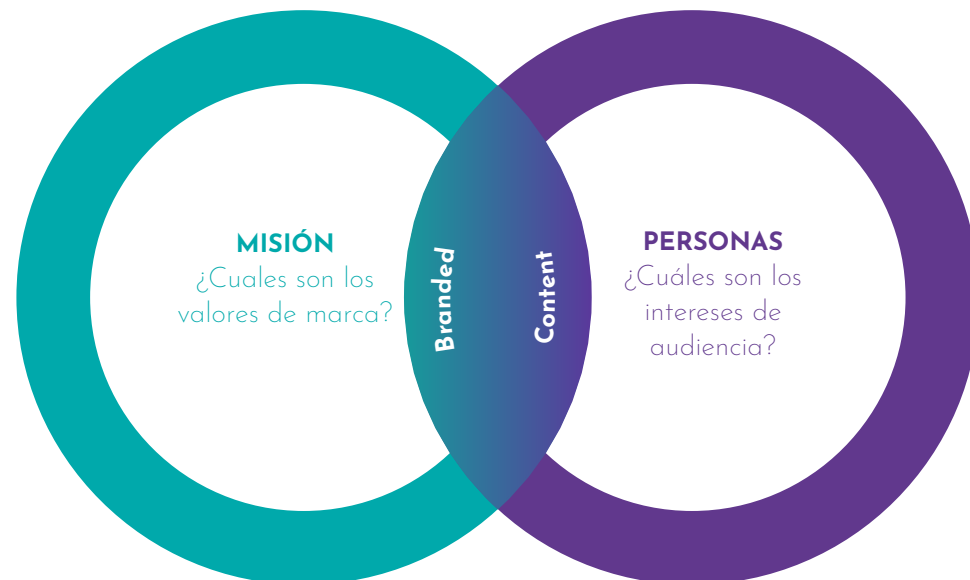 MISIÓN
¿Cuales son los
valores de marca?
Branded
Content
PERSONAS
¿Cuáles son los
intereses de
audiencia?